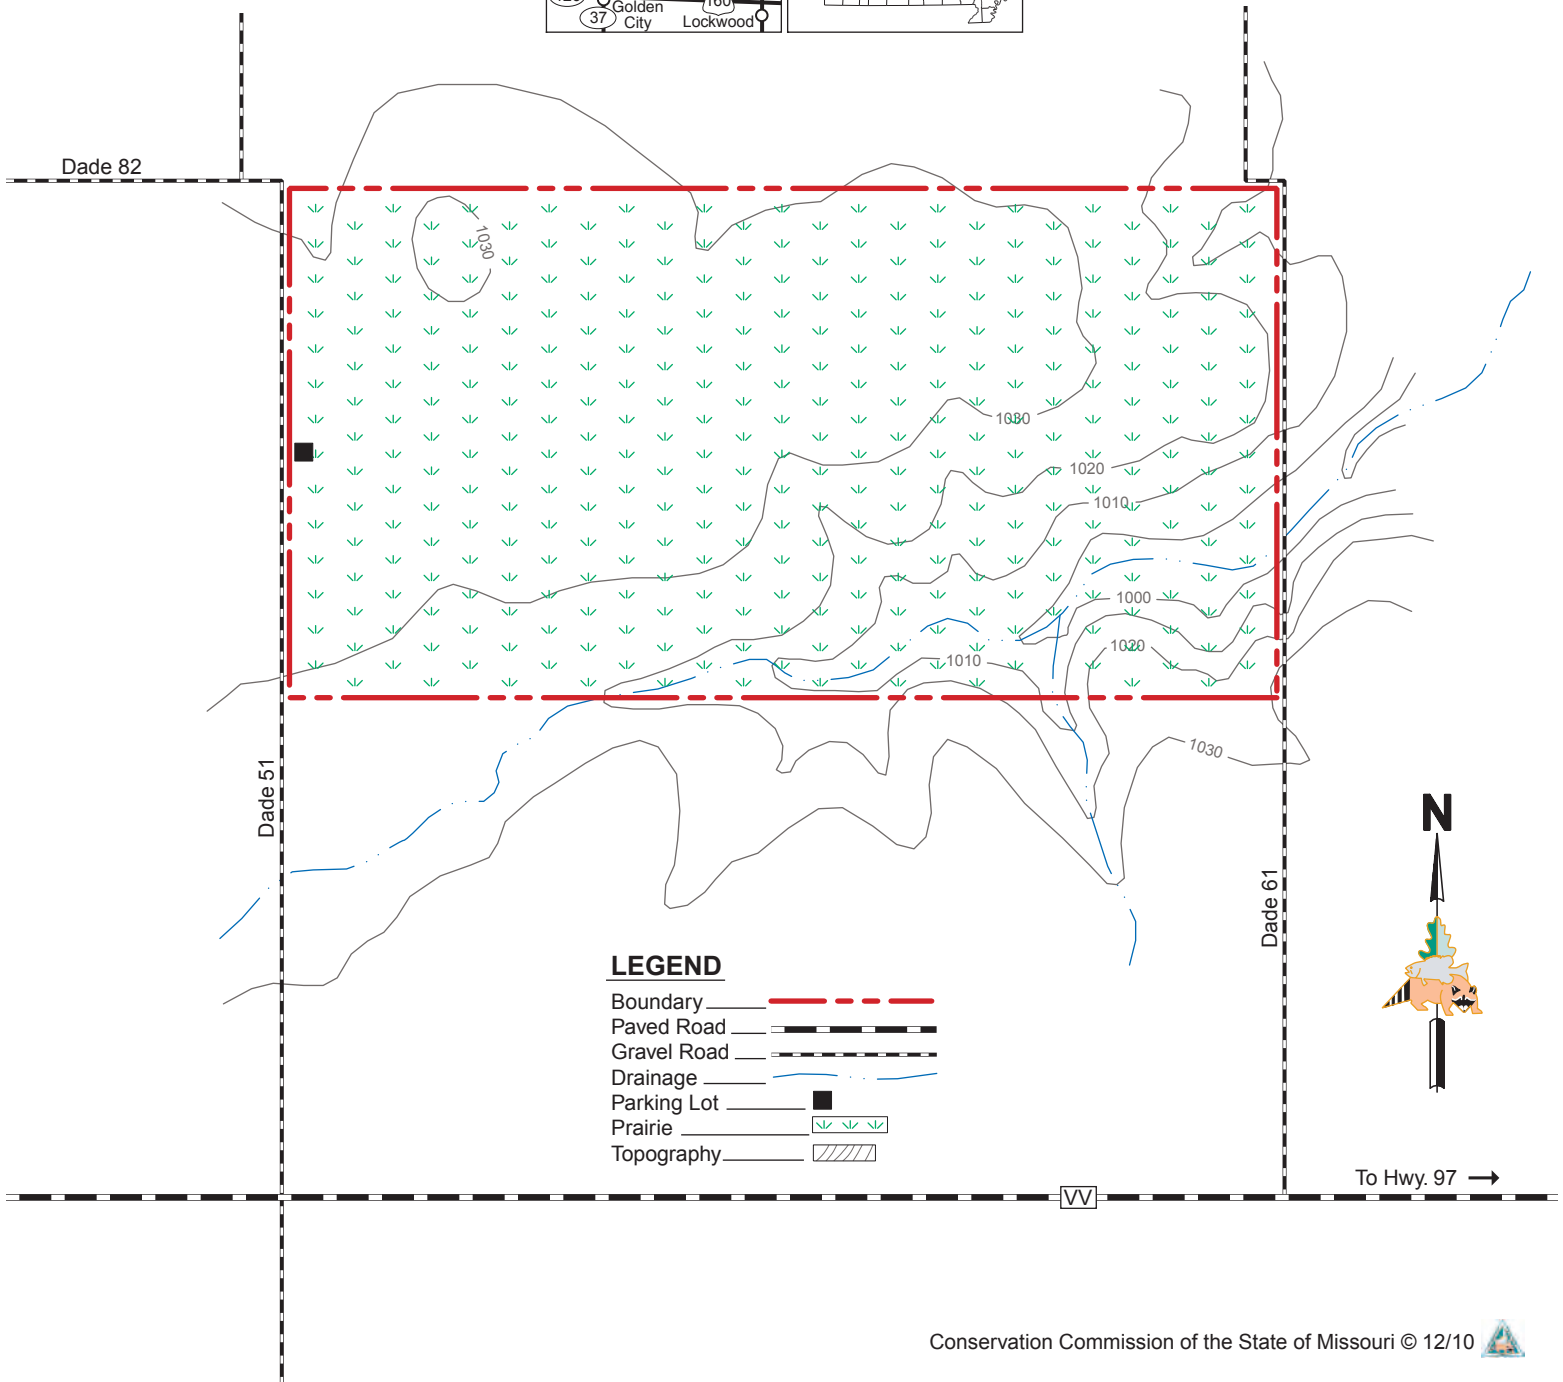 Golden
City
37
160
Lockwood
Dade 82
1030
1030
1020
1010
1000
1020
1010
1030
Dade 51
Dade 61
N
LEGEND
Boundary
Paved Road
Gravel Road
Drainage
Parking Lot
Prairie
Topography
To Hwy. 97
VV
Conservation Commission of the State of Missouri © 12/10